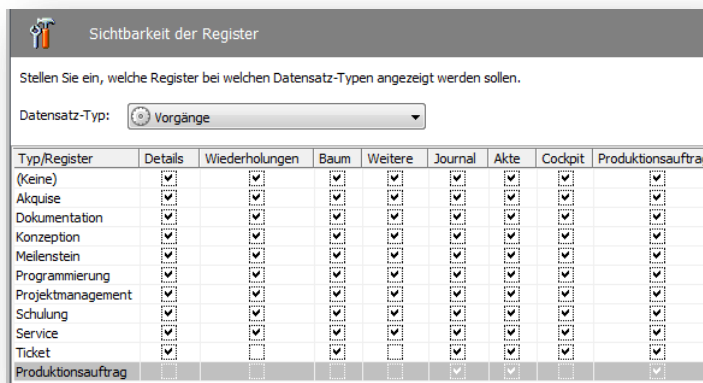 Sichtbarkeit der Register
Stellen Sie ein, welche Register bei welchen Datensatz-Typen angezeigt werden sollen.
Datensatz-Typ: Vorgänge
Typ/Register Details Wiederholungen Baum Weitere Journal Akte Cockpit Produktionsauftrag
(Keine)
Akquise
Dokumentation
Konzeption
Meilenstein
Programmierung
Projektmanagement
Schulung
Service
Ticket
Produktionsauftrag